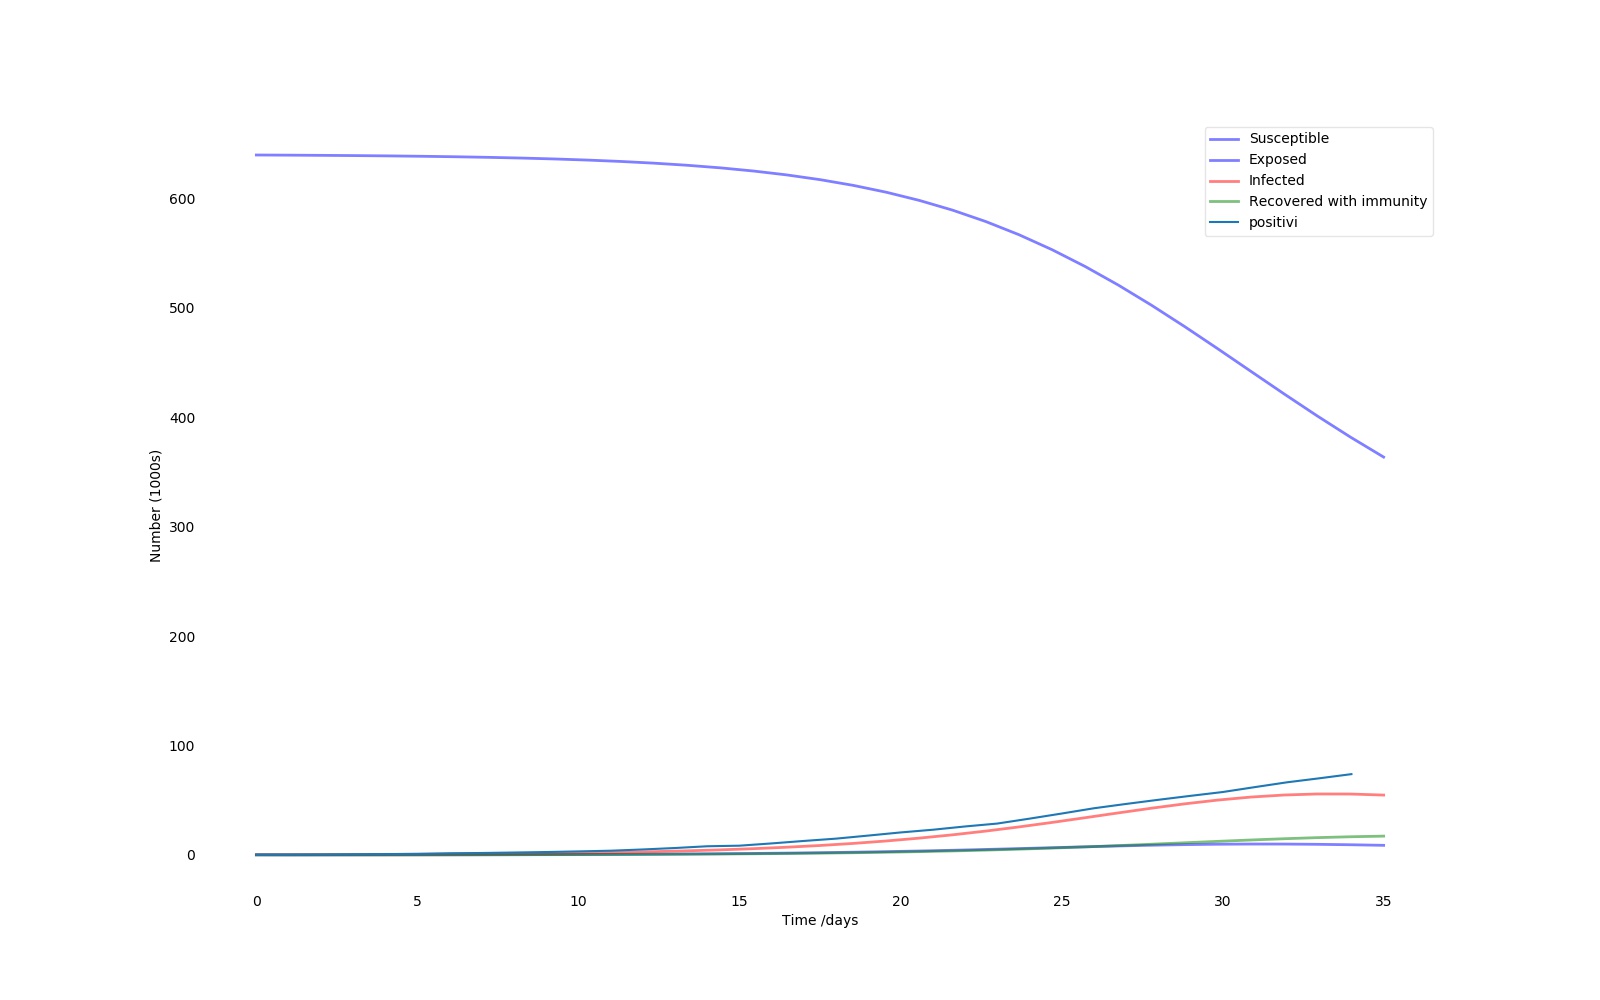 Susceptible
Exposed
Infected
Recovered with immunity
positivi
600
500
400
300
200
100
0
Number (1000s)
0 5 10 15 20 25 30 35
Time /days